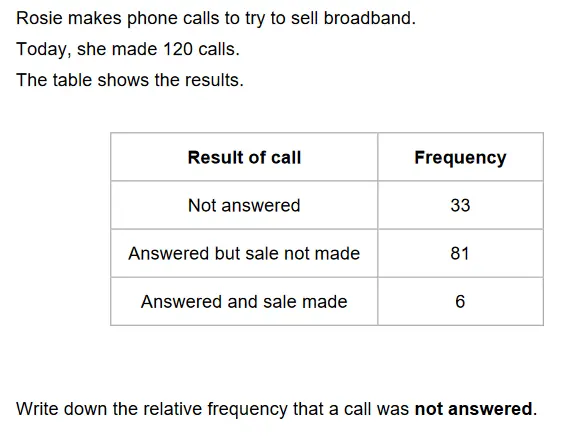 Rosie makes phone calls to try to sell broadband.
Today, she made 120 calls.
The table shows the results.
Result of call Frequency
Not answered 33
Answered but sale not made 81
Answered and sale made 6
Write down the relative frequency that a call was not answered.